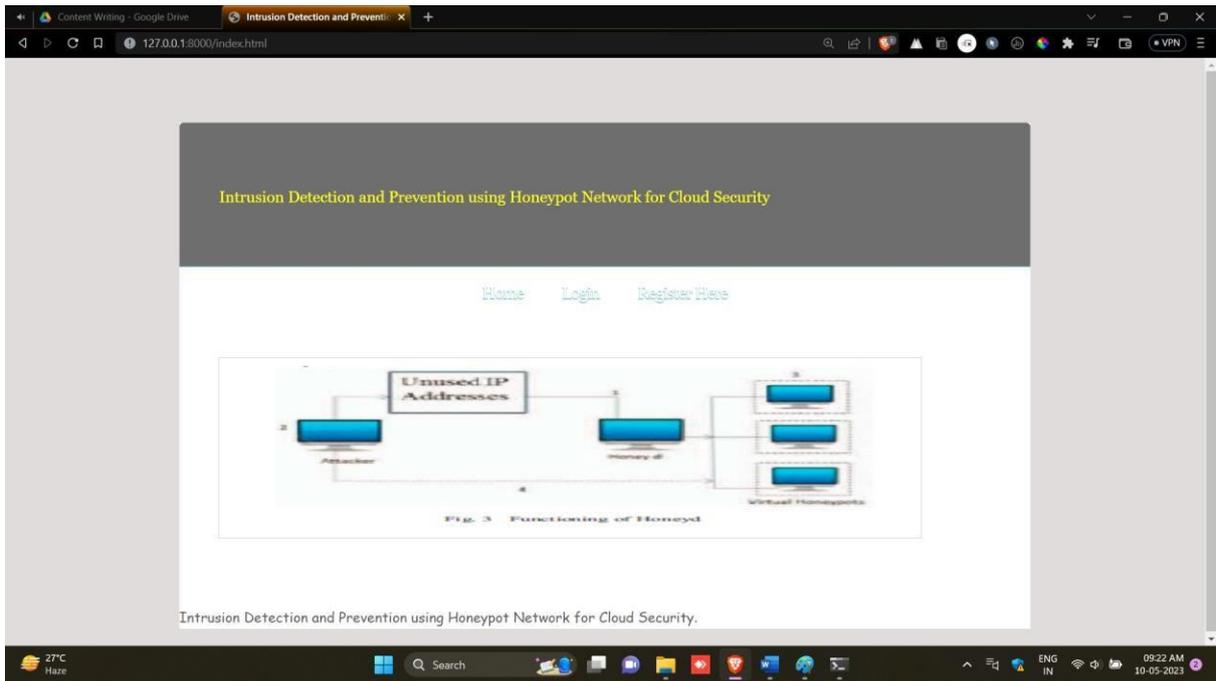 Content Writing - Google Drive
Intrusion Detection and Preventio
127.0.0.1:8000/index.html
VPN
Intrusion Detection and Prevention using Honeypot Network for Cloud Security
Home Login Register Here
Unused IP
Addresses
1
2
3
Attacker
Honey d
4
Virtual Honeypots
Fig. 3 Functioning of Honeyd
Intrusion Detection and Prevention using Honeypot Network for Cloud Security.
27°C
Haze
Search
ENG
IN
09:22 AM
10-05-2023
2